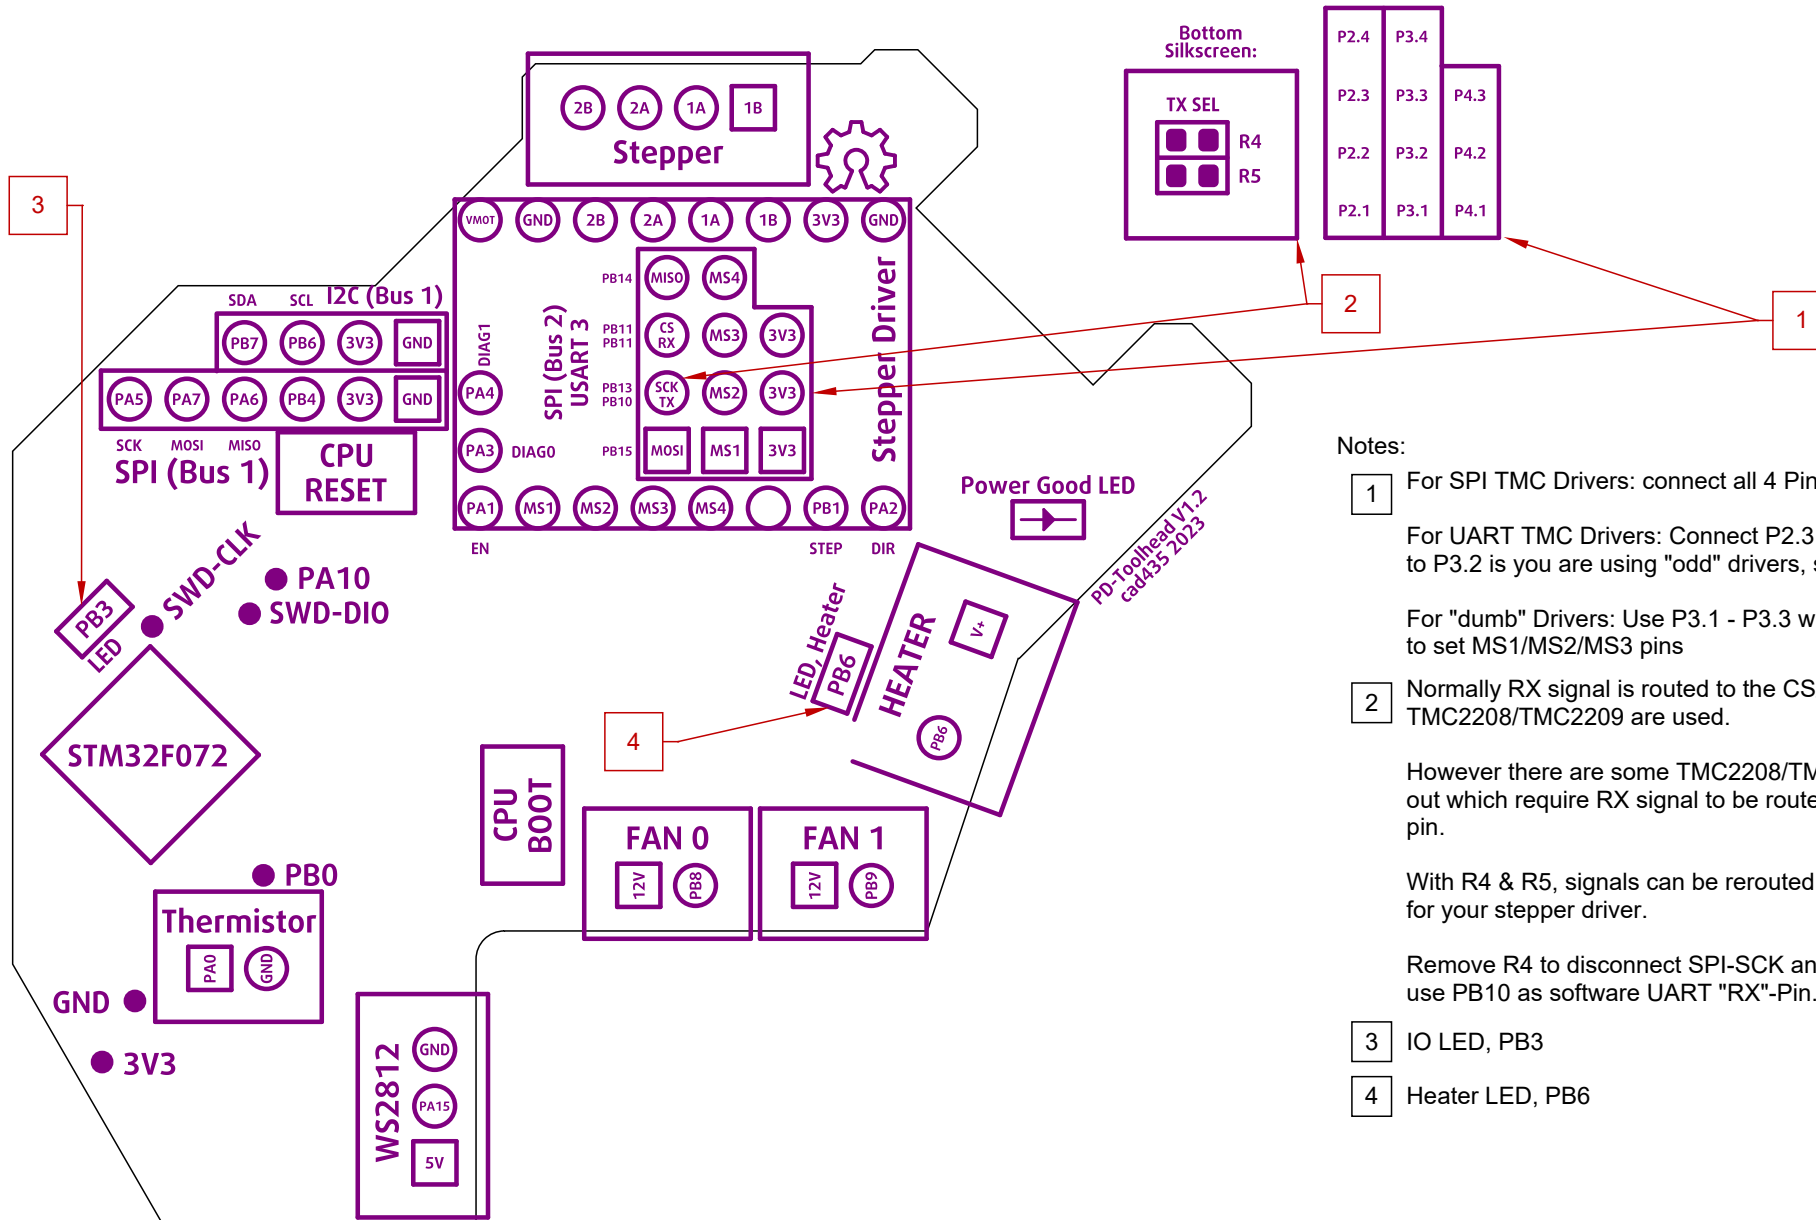 Bottom
Silkscreen:
TX SEL
R4
R5
P2.4 P3.4
P2.3 P3.3 P4.3
P2.2 P3.2 P4.2
P2.1 P3.1 P4.1
2B 2A 1A 1B
Stepper
3
VMOT GND 2B 2A 1A 1B 3V3 GND
PB14 MISO MS4
PB11
PB11
CS
RX
MS3 3V3
PB13
PB10
SCK
TX
MS2 3V3
PB15 MOSI MS1 3V3
SPI (Bus 2)
USART 3
Stepper Driver
DIAG1
PA4
PA3 DIAG0
PA1 MS1 MS2 MS3 MS4 PB1 PA2
EN STEP DIR
2
1
SDA SCL I2C (Bus 1)
PB7 PB6 3V3 GND
PA5 PA7 PA6 PB4 3V3 GND
SCK MOSI MISO
SPI (Bus 1)
CPU
RESET
Power Good LED
PD-Toolhead V1.2
cad435 2023
SWD-CLK
PA10
SWD-DIO
PB3
LED
STM32F072
LED, Heater
PB6
HEATER
V+
PB6
4
CPU
BOOT
FAN 0
12V PB8
FAN 1
12V PB9
PB0
Thermistor
PA0 GND
GND
3V3
WS2812
GND
PA15
5V
Notes:
1
For SPI TMC Drivers: connect all 4 Pin
For UART TMC Drivers: Connect P2.3
to P3.2 is you are using "odd" drivers, s
For "dumb" Drivers: Use P3.1 - P3.3 w
to set MS1/MS2/MS3 pins
2
Normally RX signal is routed to the CS
TMC2208/TMC2209 are used.
However there are some TMC2208/TM
out which require RX signal to be route
pin.
With R4 & R5, signals can be rerouted
for your stepper driver.
Remove R4 to disconnect SPI-SCK an
use PB10 as software UART "RX"-Pin.
3 IO LED, PB3
4 Heater LED, PB6